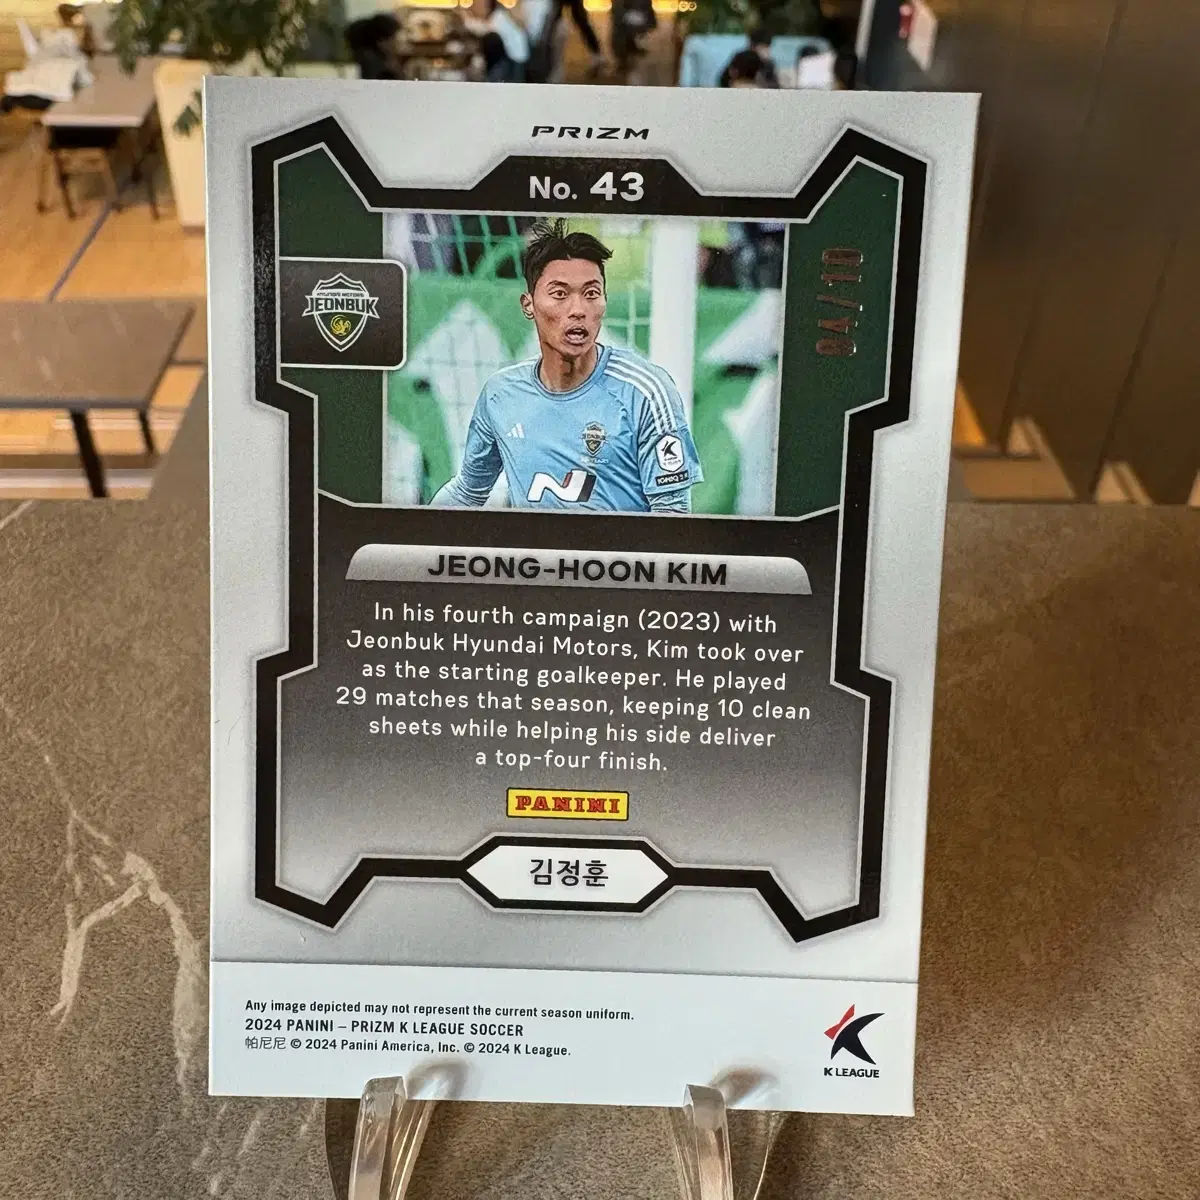 PRIZM
No. 43
04/10
HYUNDAI MOTORS
JEONBUK
JEONBUK
JEONG-HOON KIM
In his fourth campaign (2023) with
Jeonbuk Hyundai Motors, Kim took over
as the starting goalkeeper. He played
29 matches that season, keeping 10 clean
sheets while helping his side deliver
a top-four finish.
PANINI
김정훈
Any image depicted may not represent the current season uniform.
2024 PANINI – PRIZM K LEAGUE SOCCER
帕尼尼 © 2024 Panini America, Inc. © 2024 K League.
K LEAGUE